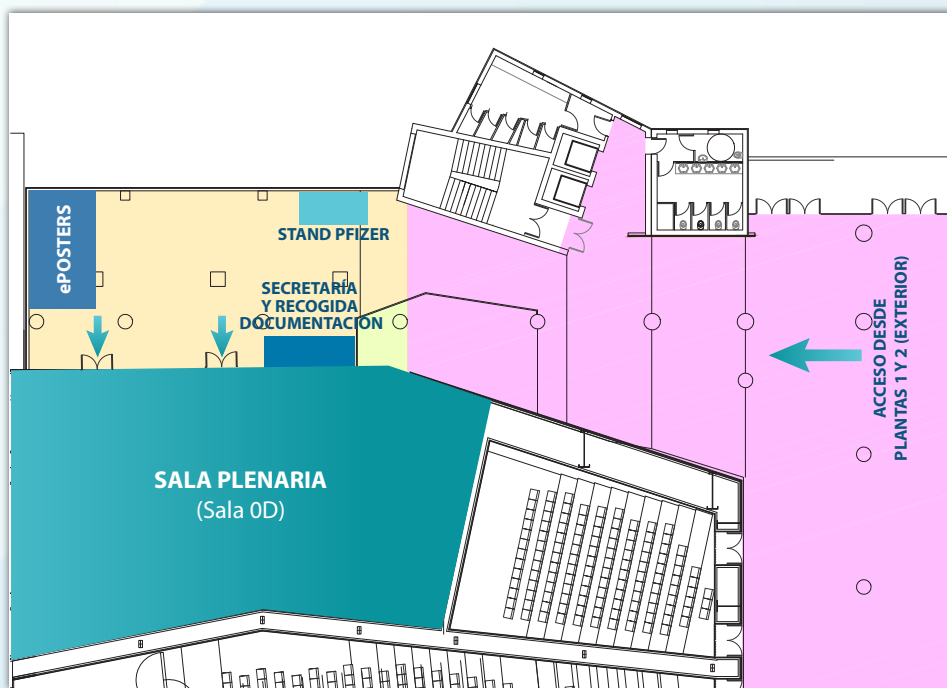 ePOSTERS
STAND PFIZER
SECRETARÍA
Y RECOGIDA
DOCUMENTACIÓN
ACCESO DESDE
PLANTAS 1 Y 2 (EXTERIOR)
SALA PLENARIA
(Sala 0D)